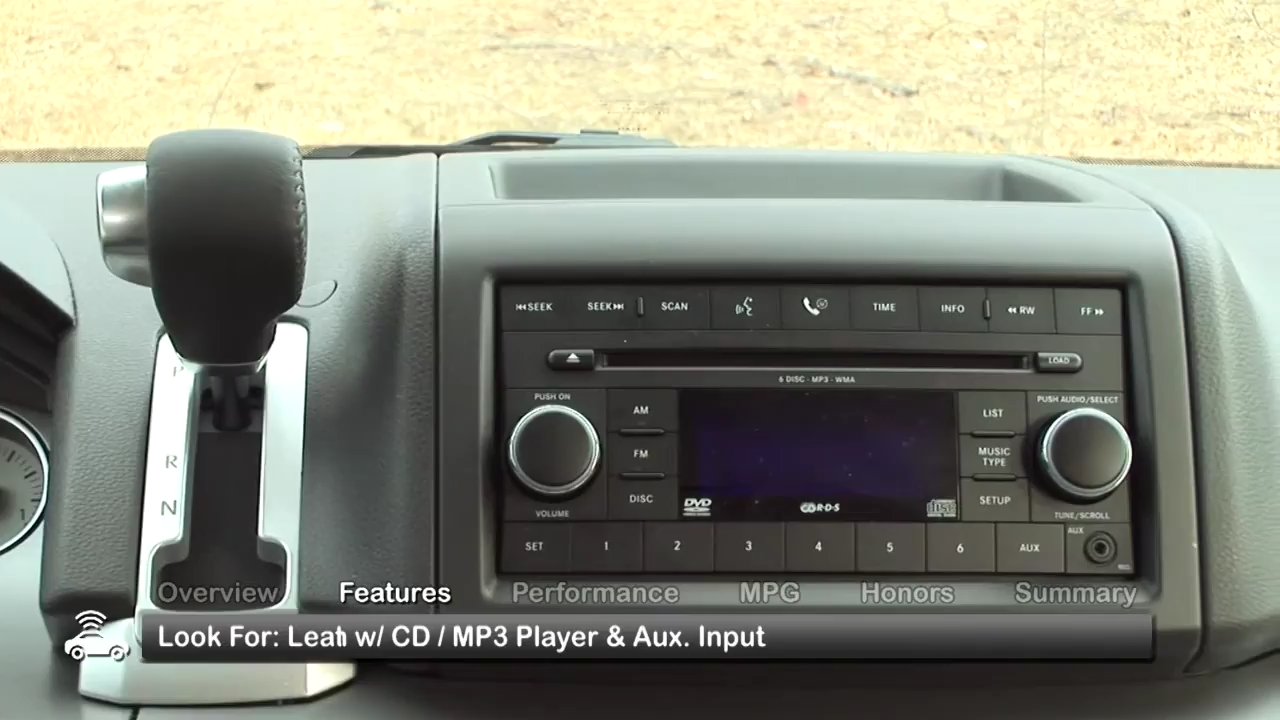 SEEK SEEK SCAN TIME INFO RW FF
LOAD
6 DISC · MP3 · WMA
PUSH ON
AM
FM
DISC
VOLUME
DVD
R·D·S
disc
LIST
MUSIC
TYPE
SETUP
PUSH AUDIO/SELECT
TUNE/SCROLL
SET 1 2 3 4 5 6 AUX
AUX
P
R
N
1
Overview Features Performance MPG Honors Summary
Look For: w/ CD / MP3 Player & Aux. Input